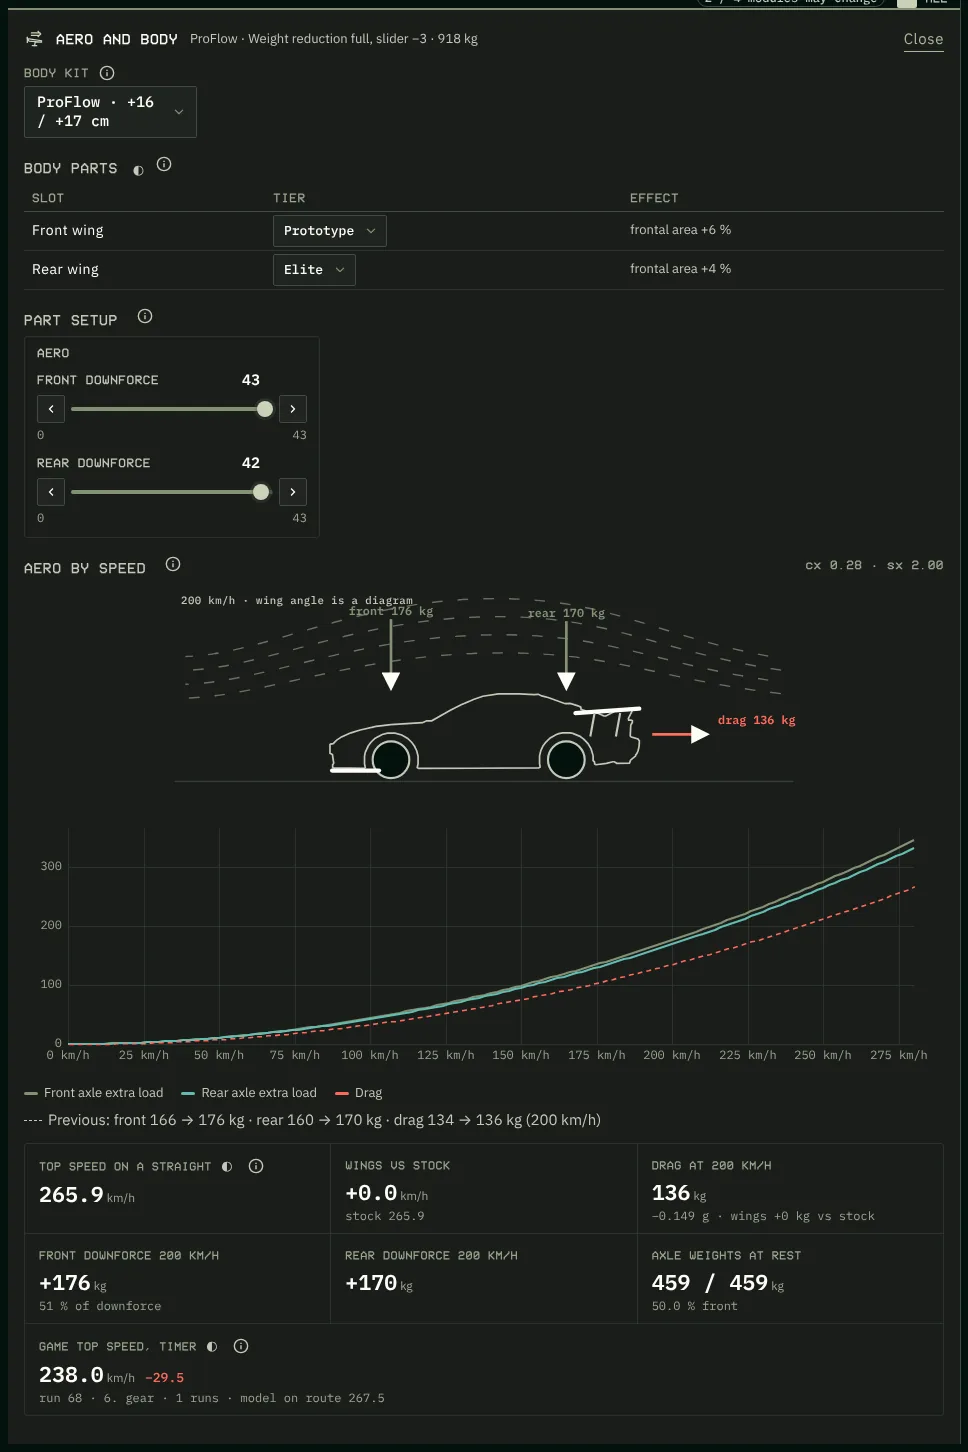 2 / 4 modules may change ALL
AERO AND BODY ProFlow · Weight reduction full, slider −3 · 918 kg Close
BODY KIT
ProFlow · +16
/ +17 cm
BODY PARTS
SLOT TIER EFFECT
Front wing Prototype frontal area +6 %
Rear wing Elite frontal area +4 %
PART SETUP
AERO
FRONT DOWNFORCE 43
0 43
REAR DOWNFORCE 42
0 43
AERO BY SPEED cx 0.28 · sx 2.00
200 km/h · wing angle is a diagram
front 176 kg rear 170 kg
drag 136 kg
300
200
100
0
0 km/h 25 km/h 50 km/h 75 km/h 100 km/h 125 km/h 150 km/h 175 km/h 200 km/h 225 km/h 250 km/h 275 km/h
Front axle extra load Rear axle extra load Drag
Previous: front 166 → 176 kg · rear 160 → 170 kg · drag 134 → 136 kg (200 km/h)
TOP SPEED ON A STRAIGHT
265.9 km/h
WINGS VS STOCK
+0.0 km/h
stock 265.9
DRAG AT 200 KM/H
136 kg
−0.149 g · wings +0 kg vs stock
FRONT DOWNFORCE 200 KM/H
+176 kg
51 % of downforce
REAR DOWNFORCE 200 KM/H
+170 kg
AXLE WEIGHTS AT REST
459 / 459 kg
50.0 % front
GAME TOP SPEED, TIMER
238.0 km/h −29.5
run 68 · 6. gear · 1 runs · model on route 267.5